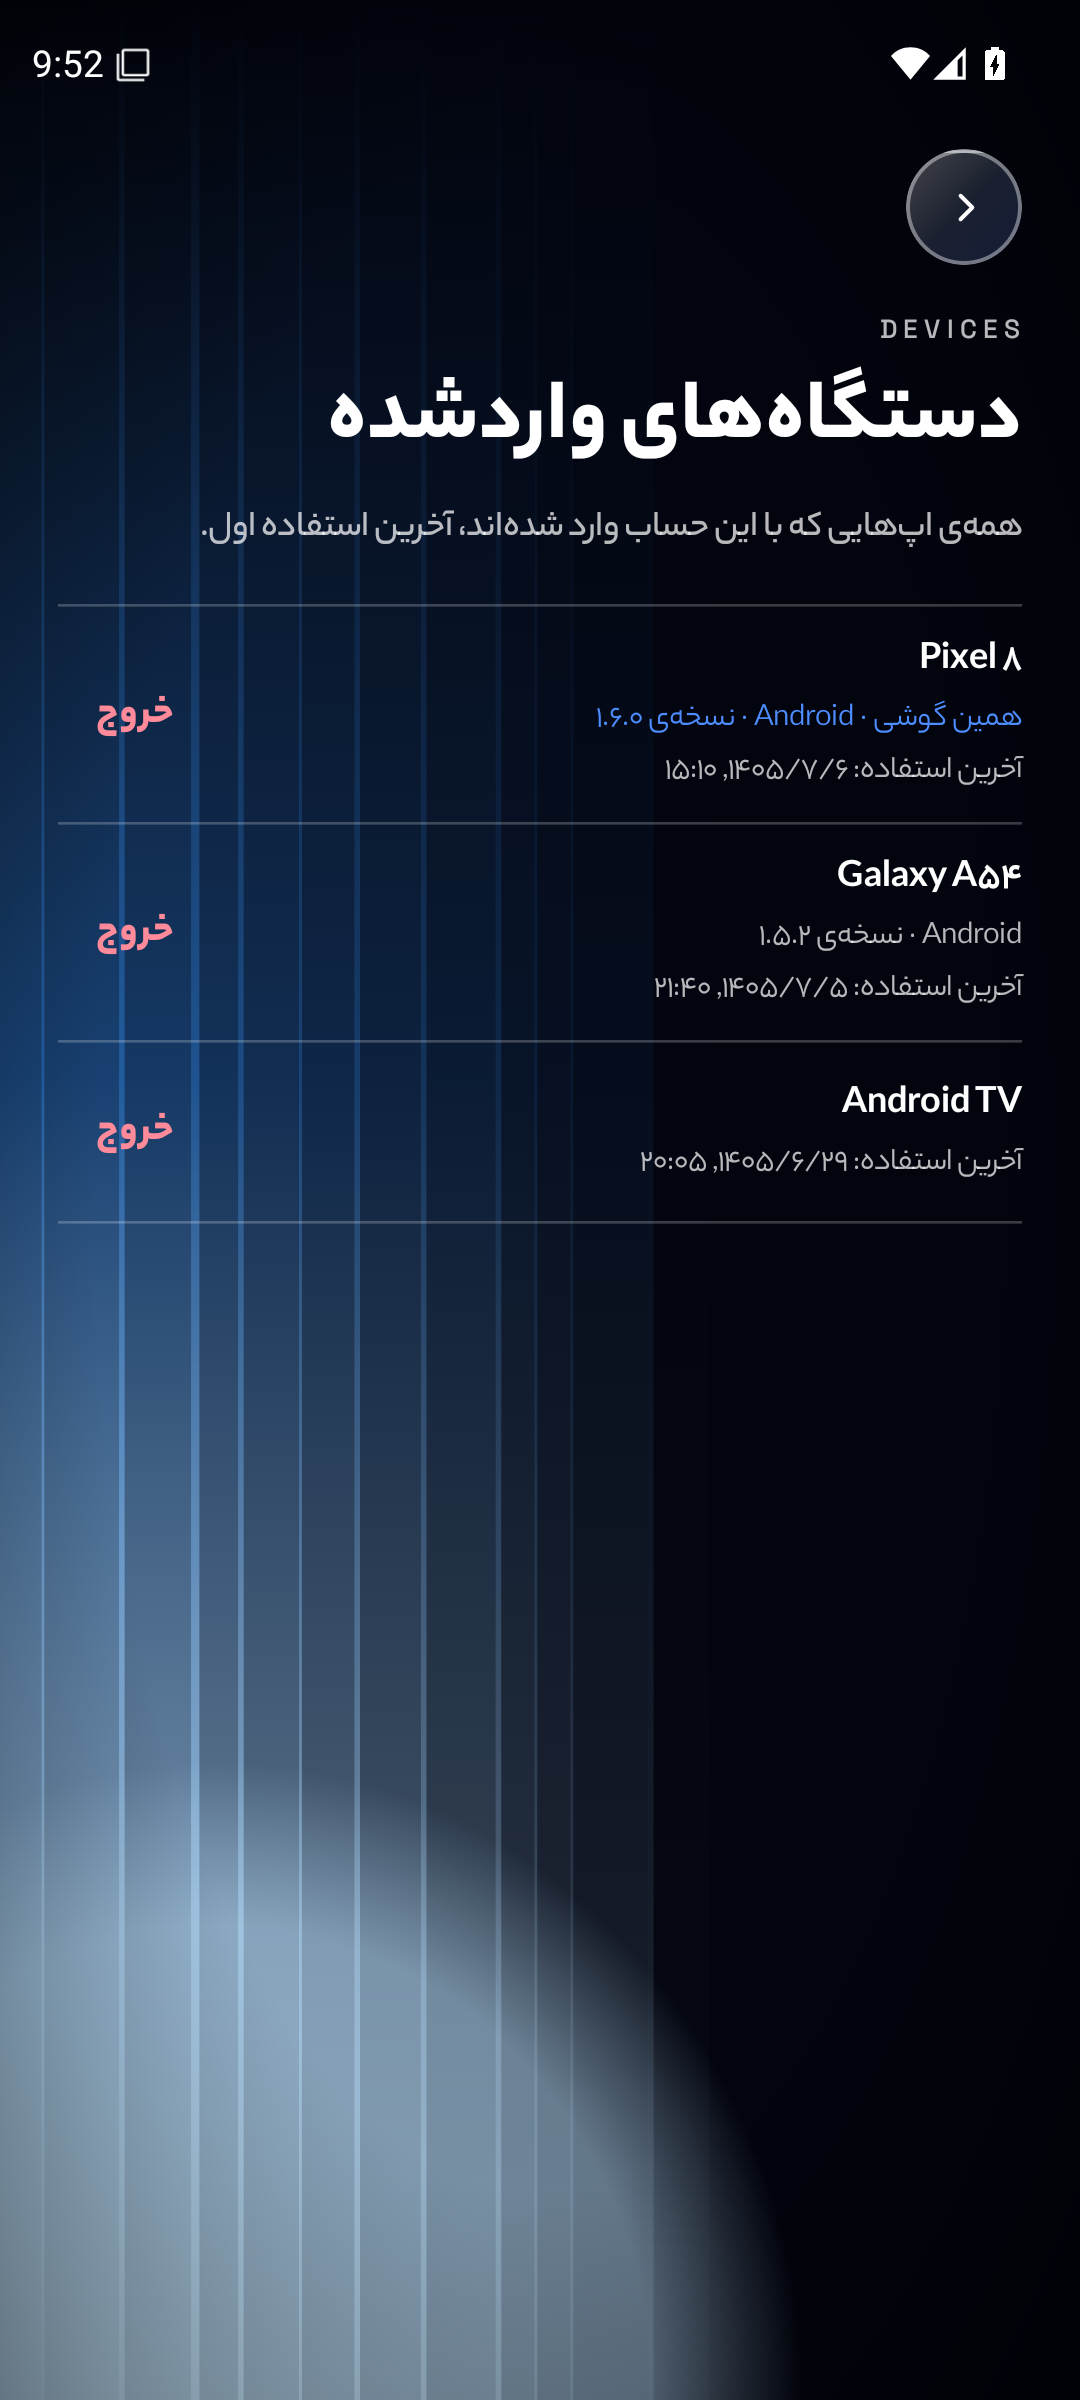 9:52
DEVICES
دستگاه‌های واردشده
همه‌ی اپ‌هایی که با این حساب وارد شده‌اند، آخرین استفاده اول.
Pixel ۸
همین گوشی · Android · نسخه‌ی ۱.۶.۰
آخرین استفاده: ۱۴۰۵/۷/۶, ۱۵:۱۰
خروج
Galaxy A۵۴
Android · نسخه‌ی ۱.۵.۲
آخرین استفاده: ۱۴۰۵/۷/۵, ۲۱:۴۰
خروج
Android TV
آخرین استفاده: ۱۴۰۵/۶/۲۹, ۲۰:۰۵
خروج